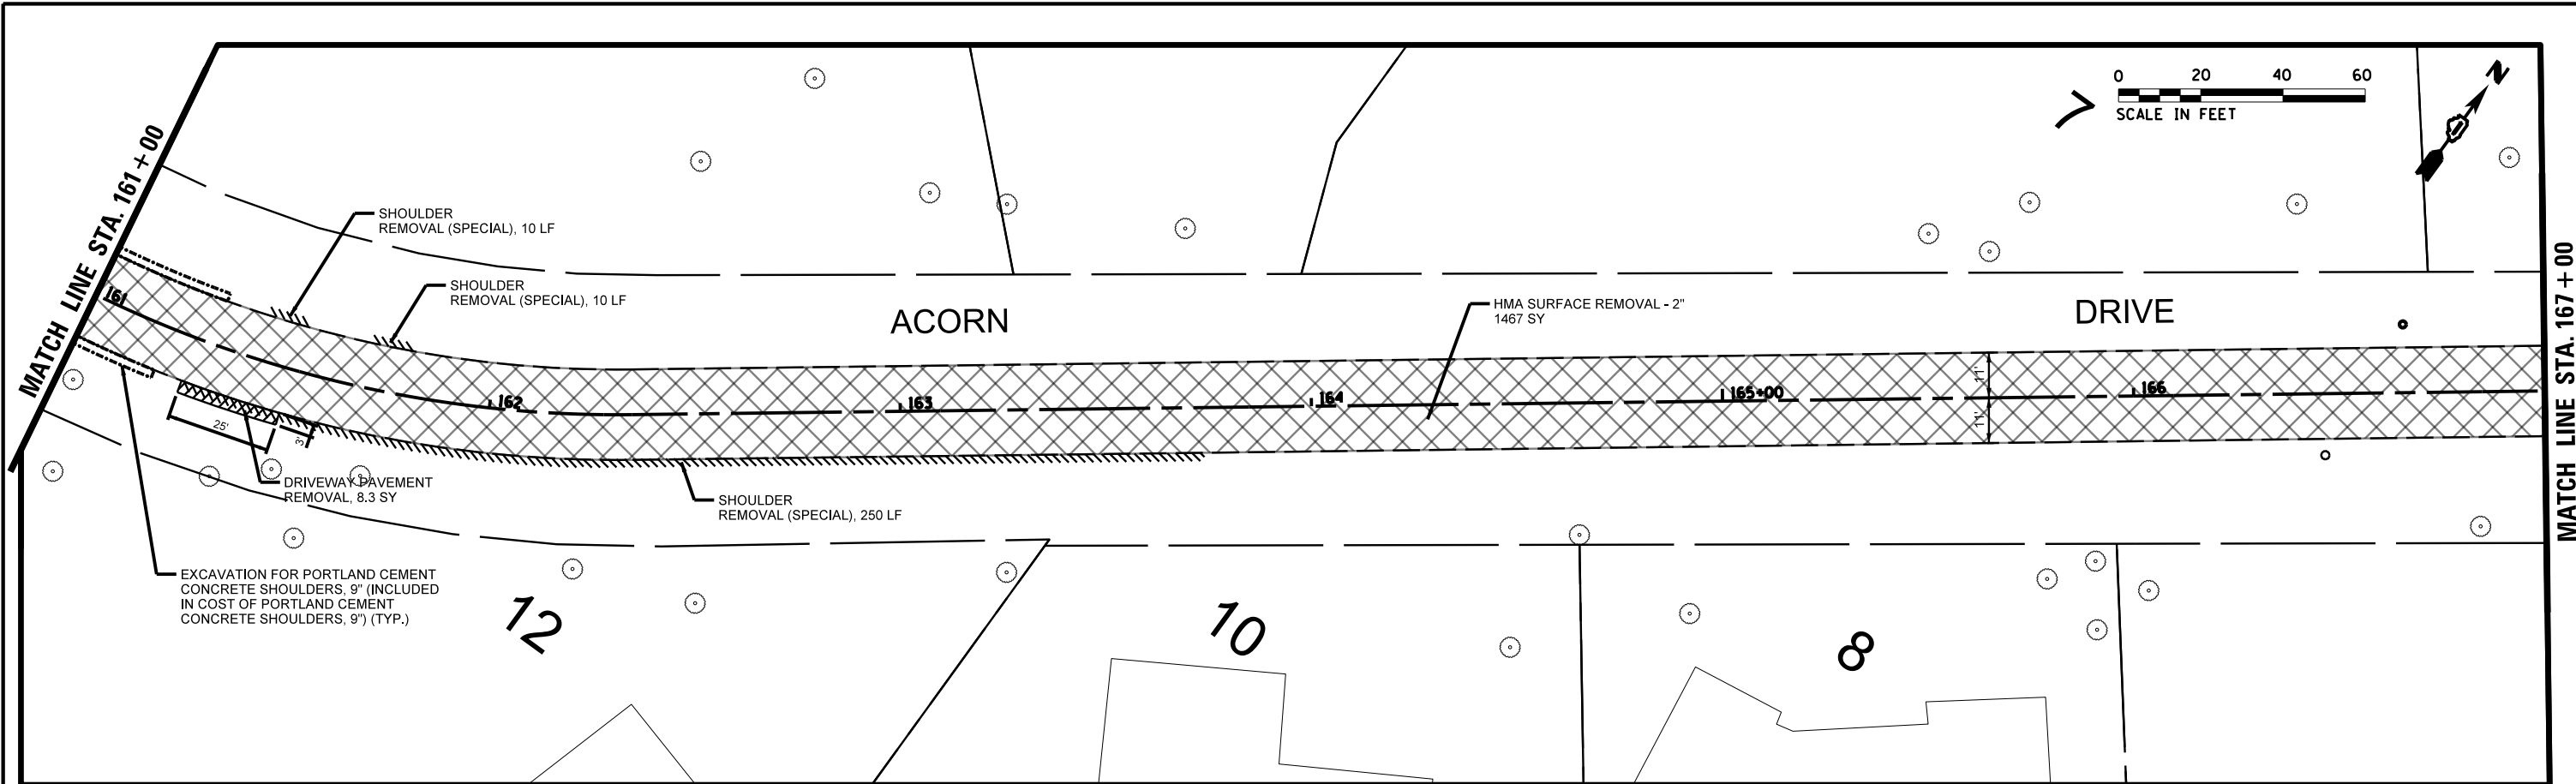 0 20 40 60
SCALE IN FEET
N
7
MATCH LINE STA. 161+00
SHOULDER
REMOVAL (SPECIAL), 10 LF
SHOULDER
REMOVAL (SPECIAL), 10 LF
ACORN
HMA SURFACE REMOVAL - 2"
1467 SY
DRIVE
MATCH LINE STA. 167+00
161
162
163
164
165+00
166
11'
11'
25'
3'
DRIVEWAY PAVEMENT
REMOVAL, 8.3 SY
SHOULDER
REMOVAL (SPECIAL), 250 LF
EXCAVATION FOR PORTLAND CEMENT
CONCRETE SHOULDERS, 9" (INCLUDED
IN COST OF PORTLAND CEMENT
CONCRETE SHOULDERS, 9") (TYP.)
12
10
8